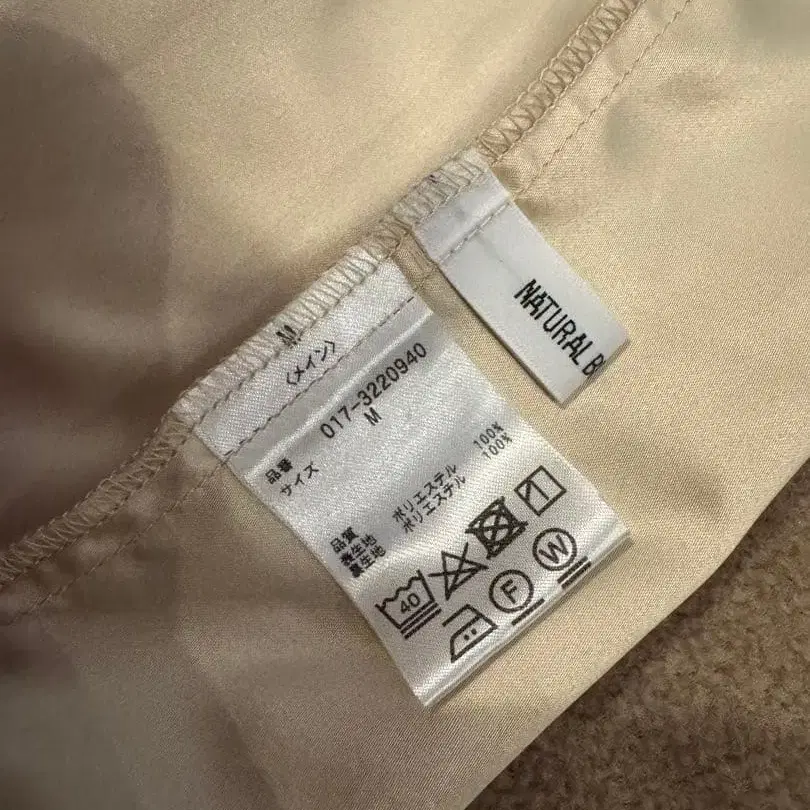 M
〈メイン〉
品番 017-3220940
サイズ M
品質
表生地 ポリエステル 100%
裏生地 ポリエステル 100%
40
F
W
NATURAL B